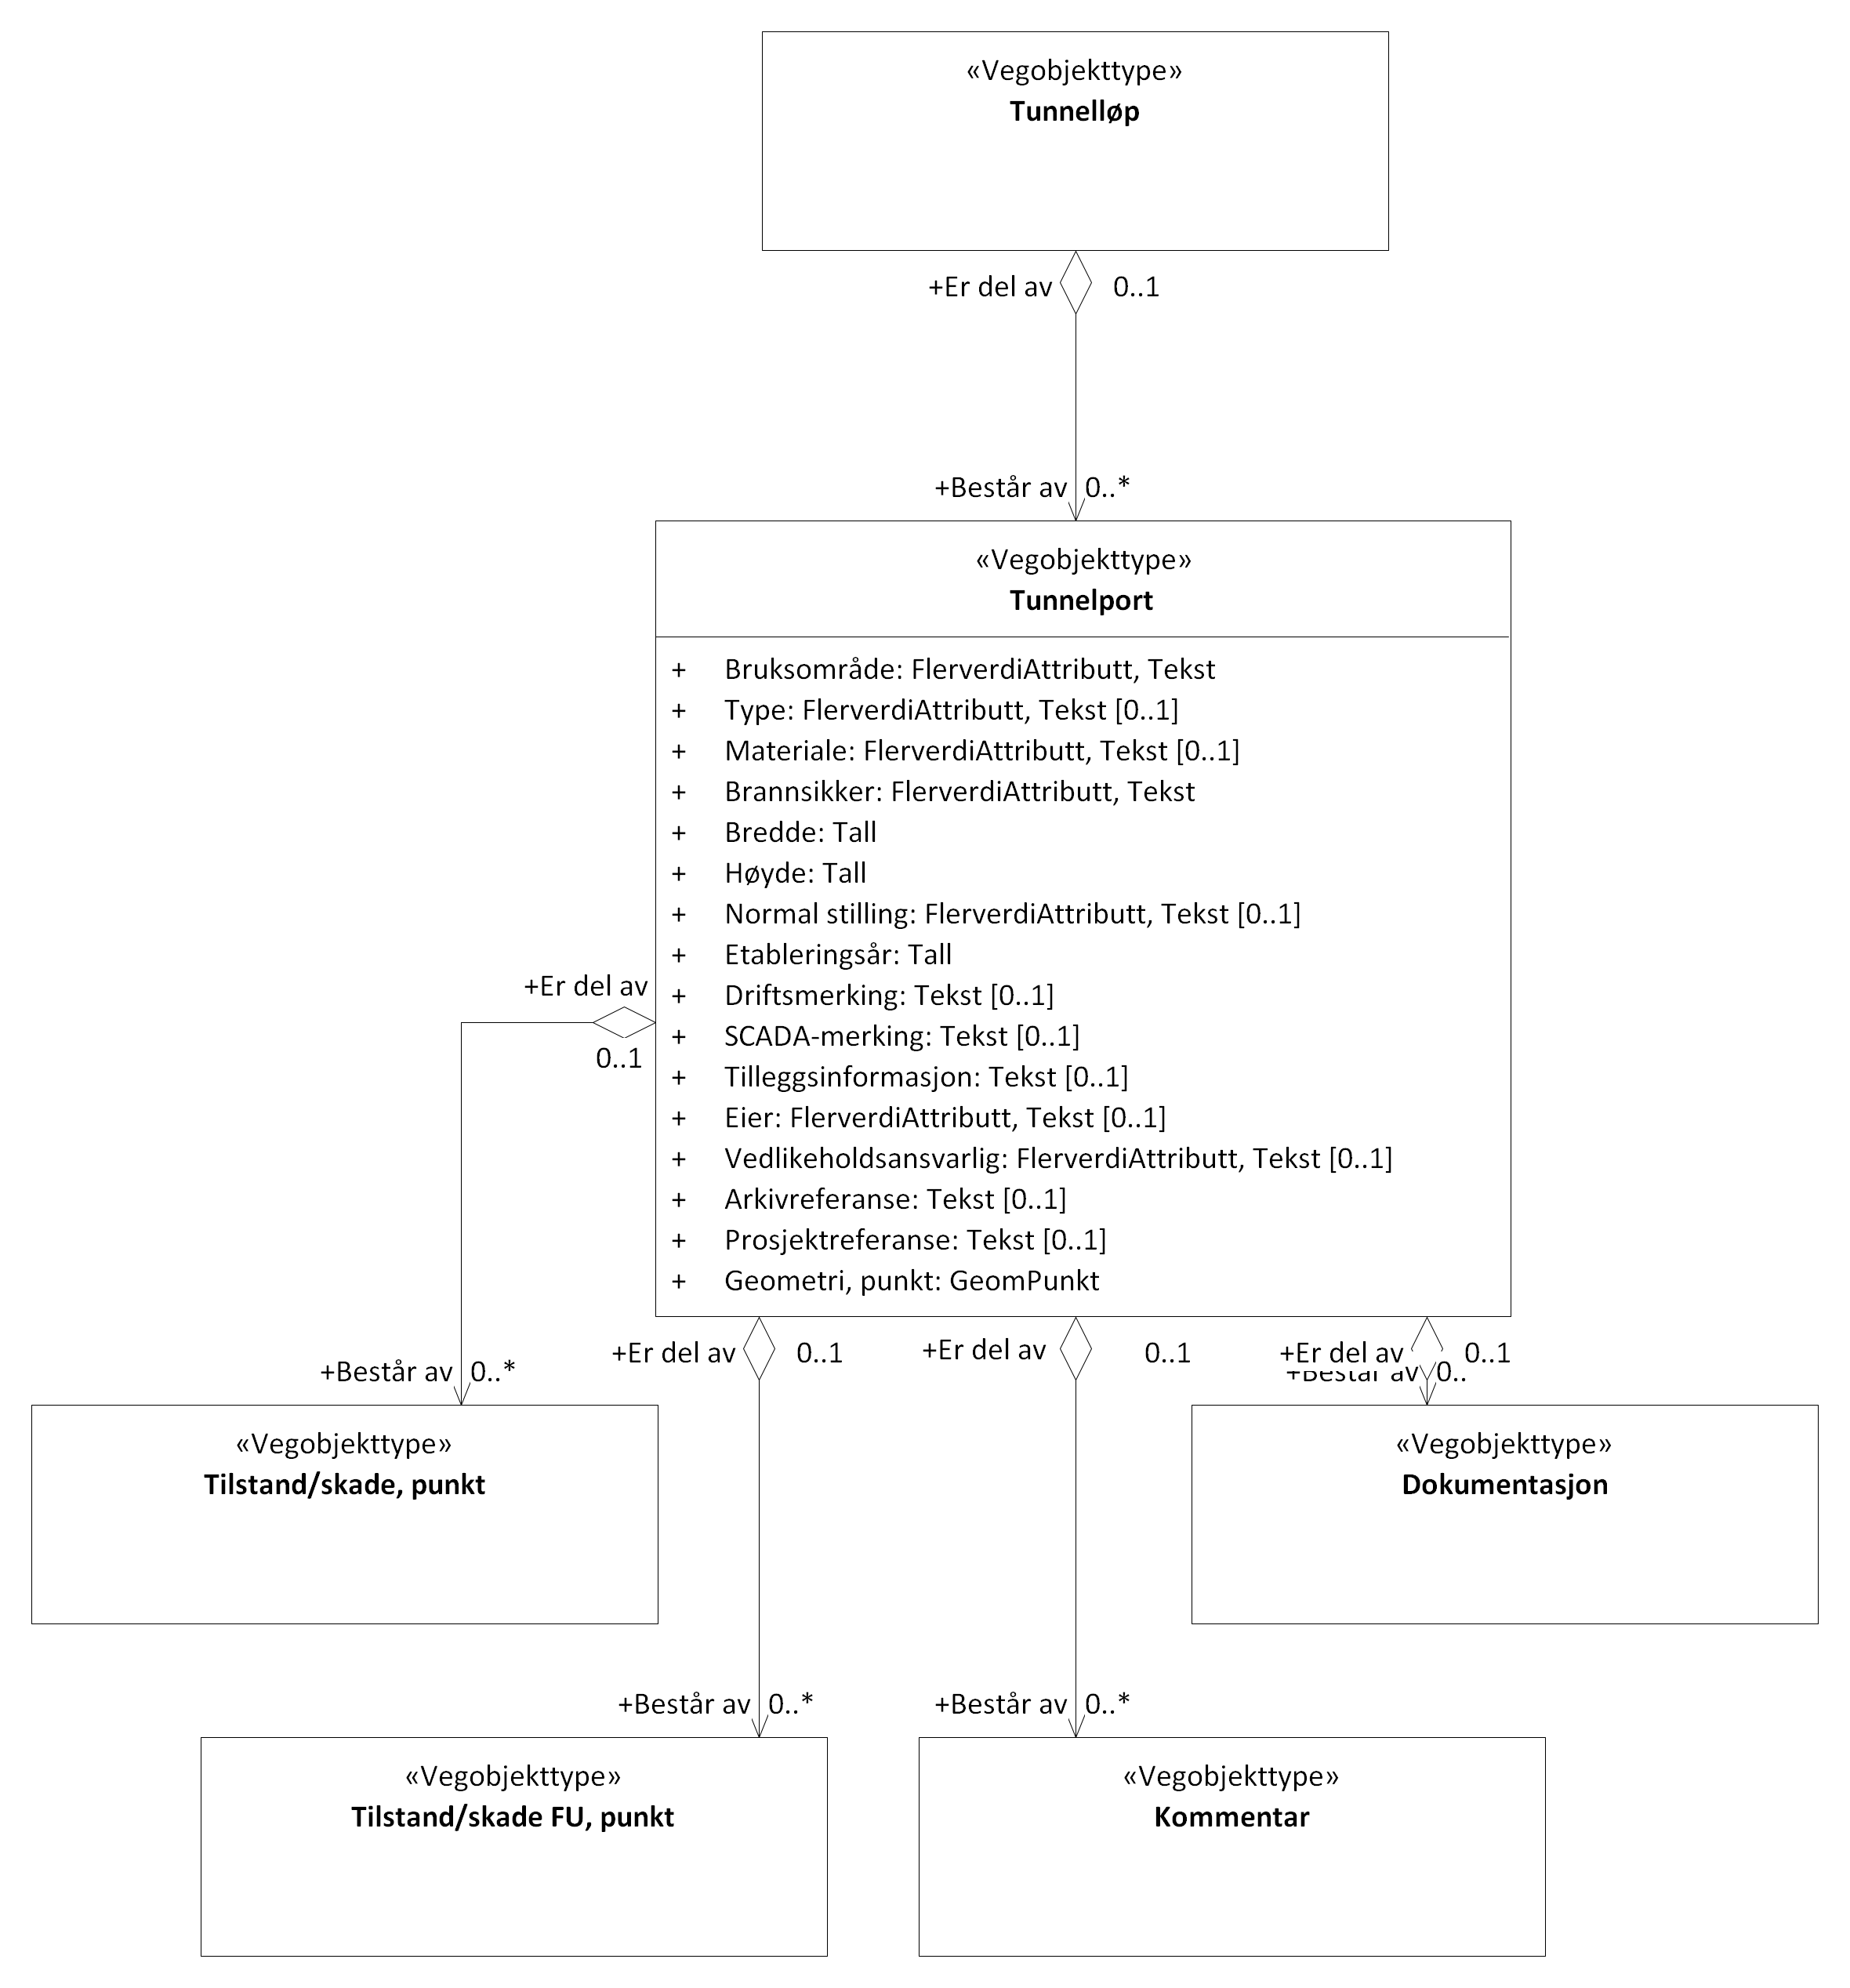 «Vegobjekttype»
Tunnelløp
+Er del av 0..1
+Består av 0..*
«Vegobjekttype»
Tunnelport
+ Bruksområde: FlerverdiAttributt, Tekst
+ Type: FlerverdiAttributt, Tekst [0..1]
+ Materiale: FlerverdiAttributt, Tekst [0..1]
+ Brannsikker: FlerverdiAttributt, Tekst
+ Bredde: Tall
+ Høyde: Tall
+ Normal stilling: FlerverdiAttributt, Tekst [0..1]
+ Etableringsår: Tall
+ Driftsmerking: Tekst [0..1]
+ SCADA-merking: Tekst [0..1]
+ Tilleggsinformasjon: Tekst [0..1]
+ Eier: FlerverdiAttributt, Tekst [0..1]
+ Vedlikeholdsansvarlig: FlerverdiAttributt, Tekst [0..1]
+ Arkivreferanse: Tekst [0..1]
+ Prosjektreferanse: Tekst [0..1]
+ Geometri, punkt: GeomPunkt
+Er del av
0..1
+Består av 0..*
+Er del av 0..1
+Er del av 0..1
+Er del av 0..1
+Består av 0..
«Vegobjekttype»
Tilstand/skade, punkt
«Vegobjekttype»
Dokumentasjon
+Består av 0..*
+Består av 0..*
«Vegobjekttype»
Tilstand/skade FU, punkt
«Vegobjekttype»
Kommentar